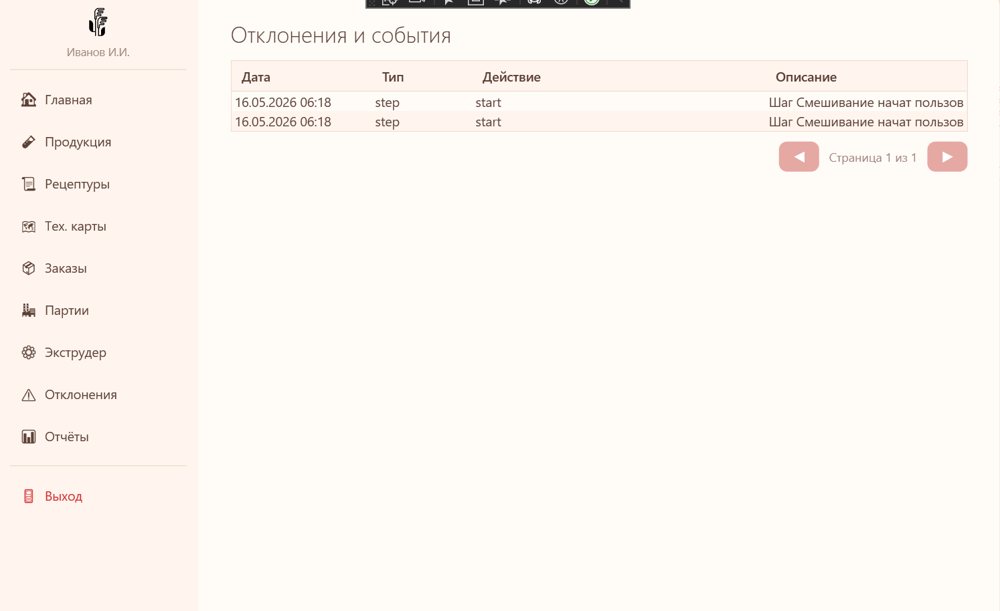 Иванов И.И.
Главная
Продукция
Рецептуры
Тех. карты
Заказы
Партии
Экструдер
Отклонения
Отчёты
Выход
Отклонения и события
Дата Тип Действие Описание
16.05.2026 06:18 step start Шаг Смешивание начат пользов
16.05.2026 06:18 step start Шаг Смешивание начат пользов
Страница 1 из 1